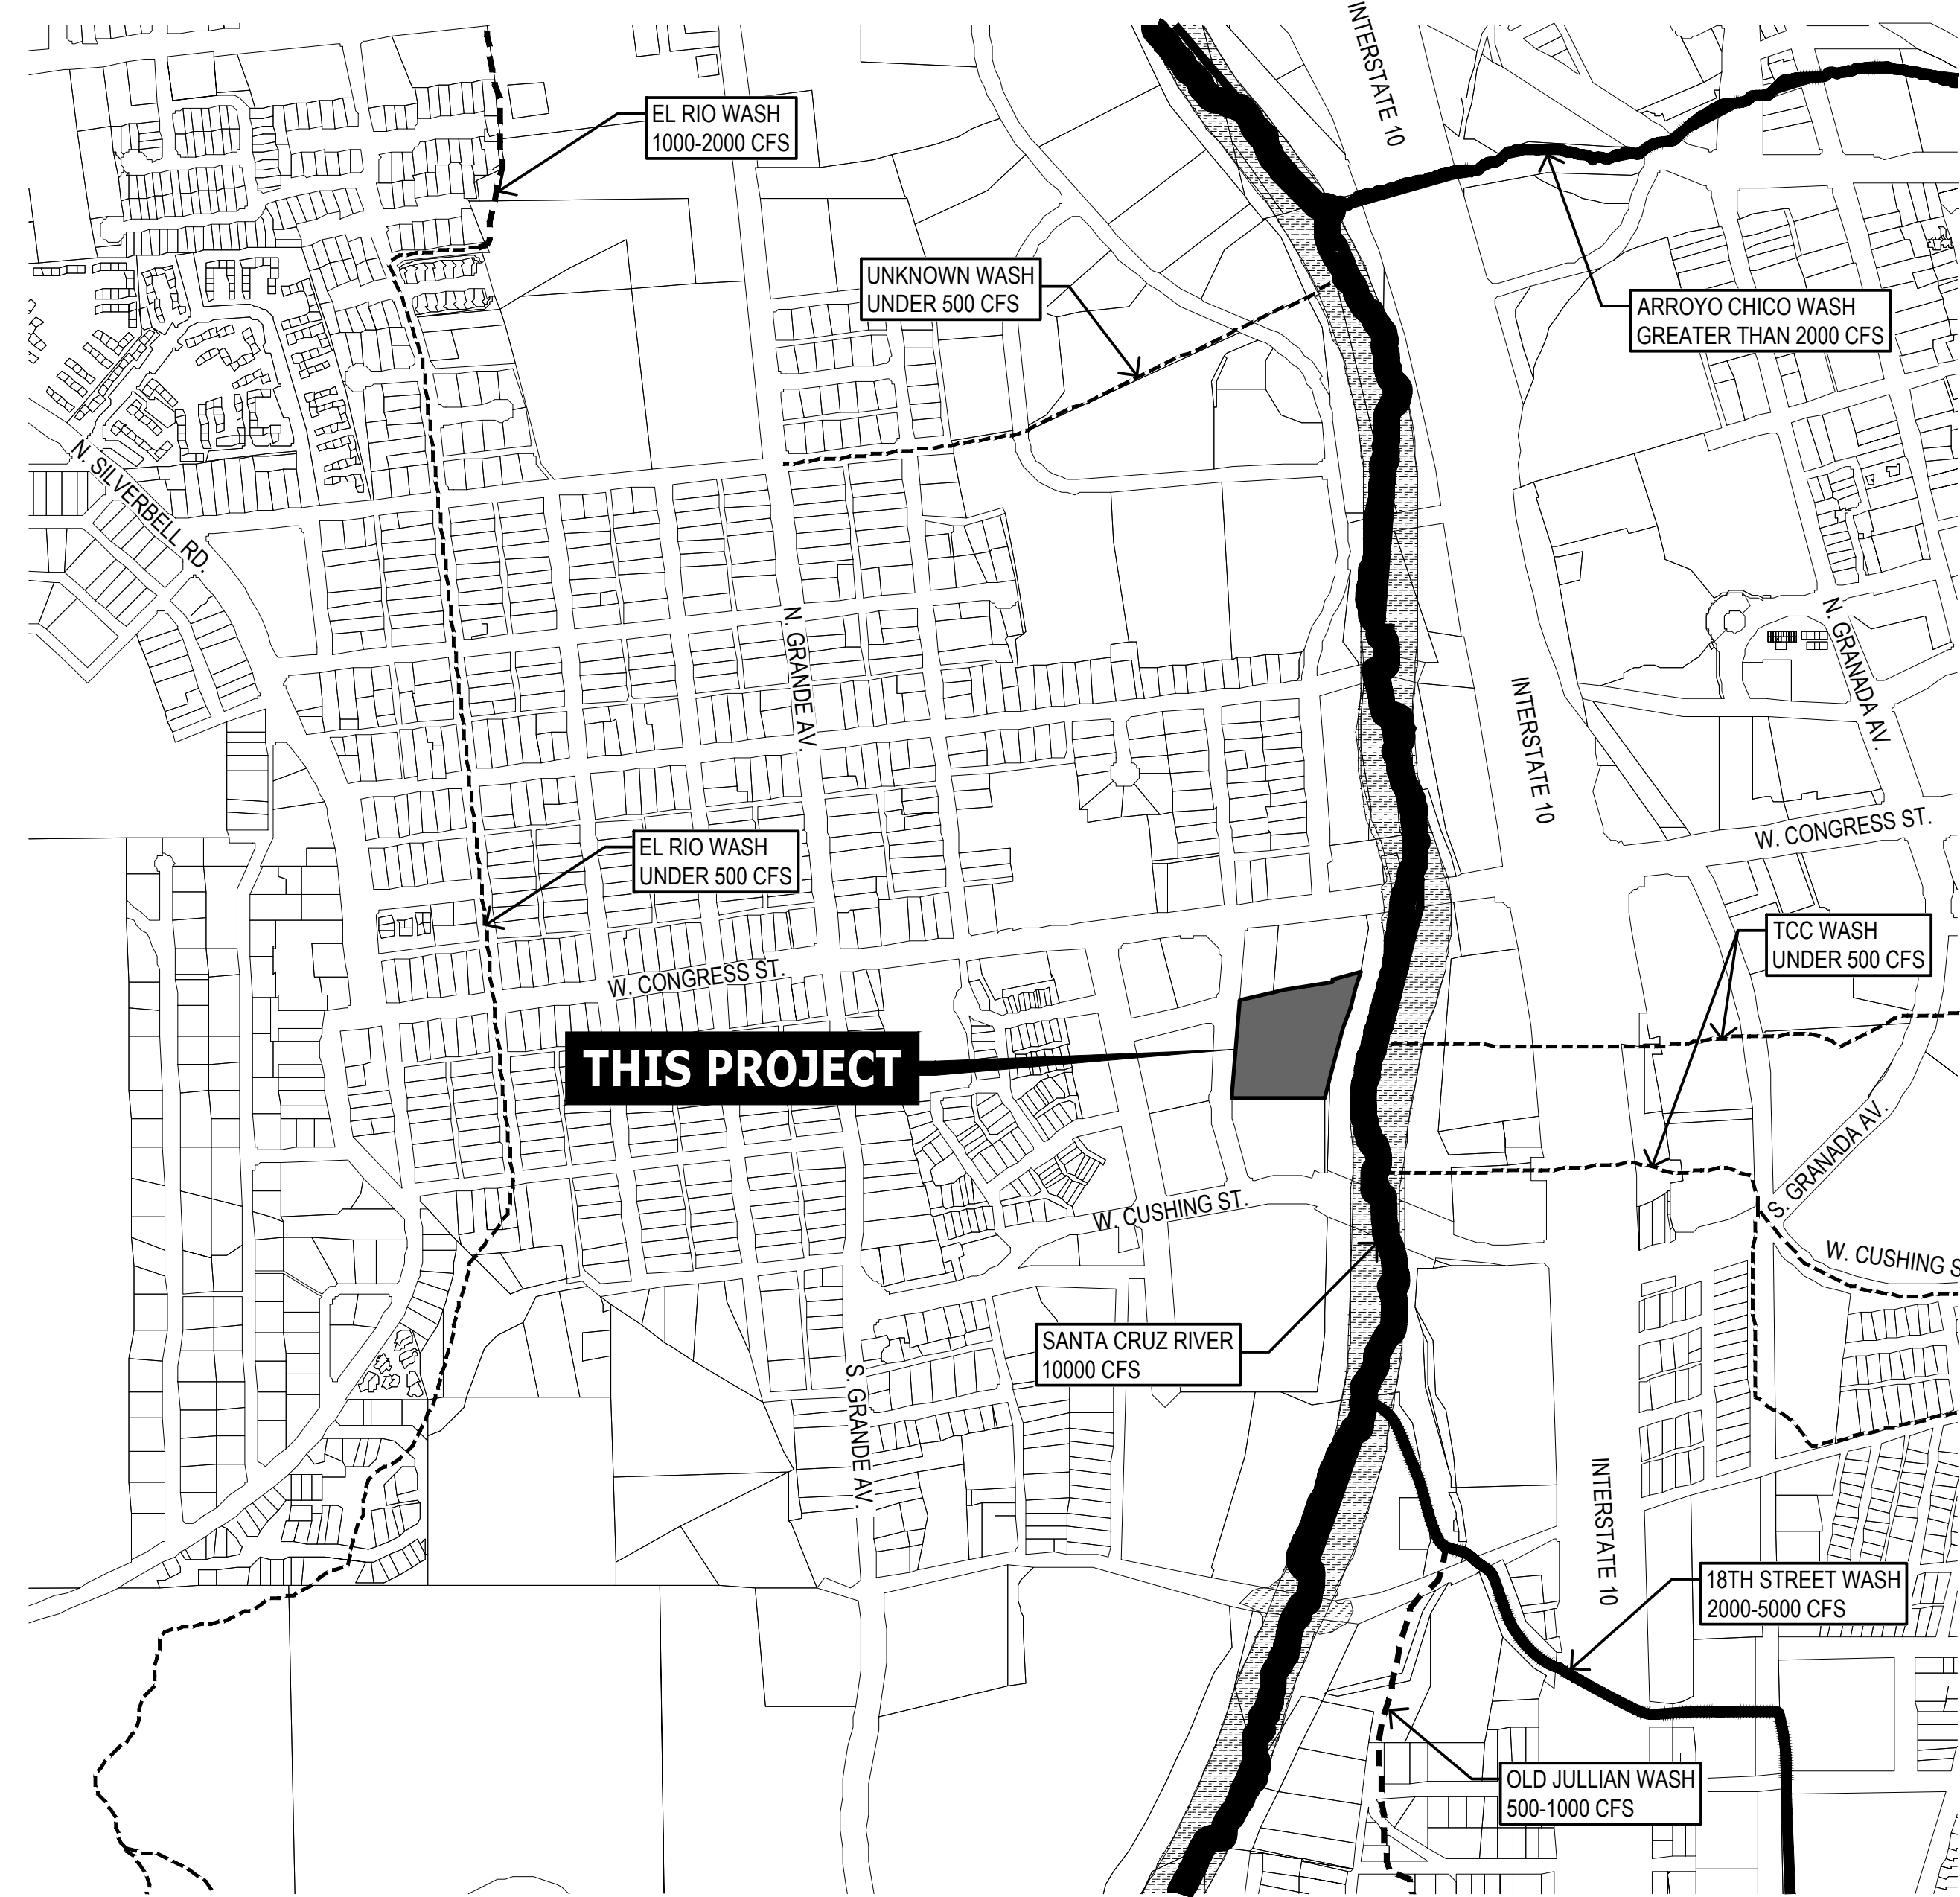 INTERSTATE 10
EL RIO WASH
1000-2000 CFS
UNKNOWN WASH
UNDER 500 CFS
ARROYO CHICO WASH
GREATER THAN 2000 CFS
N. SILVERBELL RD.
N. GRANDE AV.
N. GRANADA AV.
INTERSTATE 10
W. CONGRESS ST.
EL RIO WASH
UNDER 500 CFS
TCC WASH
UNDER 500 CFS
W. CONGRESS ST.
THIS PROJECT
S. GRANADA AV.
W. CUSHING ST.
W. CUSHING S
SANTA CRUZ RIVER
10000 CFS
S. GRANDE AV.
INTERSTATE 10
18TH STREET WASH
2000-5000 CFS
OLD JULLIAN WASH
500-1000 CFS